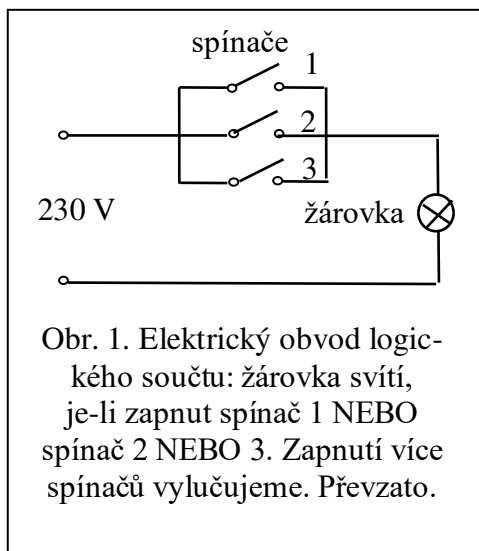 spínače
1
2
3
230 V
žárovka
Obr. 1. Elektrický obvod logic-
kého součtu: žárovka svítí,
je-li zapnut spínač 1 NEBO
spínač 2 NEBO 3. Zapnutí více
spínačů vylučujeme. Převzato.